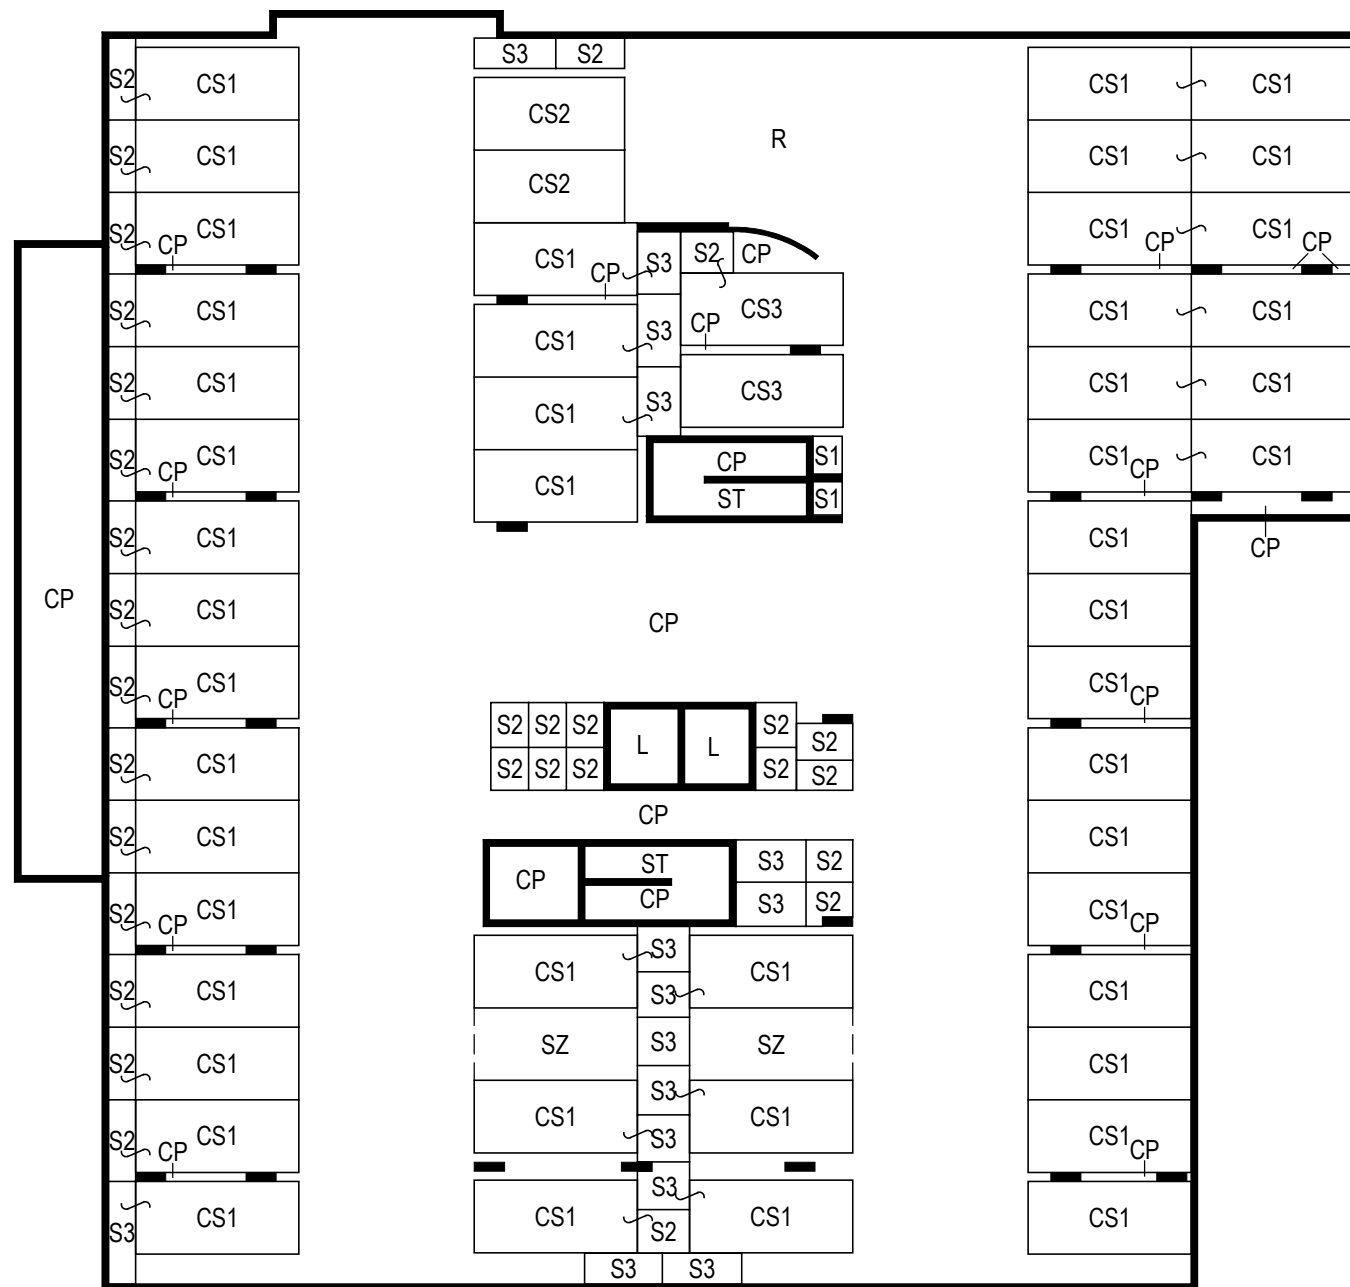 S3 S2
S2 CS1 CS1 CS1
CS2
S2 CS1 R CS1 CS1
CS2
S2 CS1 CP CS1 CS1
CP CS1 S3 S2 CP CP CP
CP
S2 CS1 CS3 CS1 CS1
CS1 CP S3
S2 CS1 CS3 CS1 CS1
CS1 S3
S2 CS1 CP S1 CS1 CS1
CP CS1 ST S1 CP
S2 CS1 CS1 CP
CP S2 CS1 CP CS1
S2 CS1 CS1
CP CP
S2 S2 S2 L L S2 S2
S2 CS1 S2 S2 S2 S2 S2 CS1
S2 CS1 CP CS1
ST S3 S2
S2 CS1 CP CP S3 S2 CS1
CP CP
S2 CS1 CS1 S3 CS1 CS1
S3
S2 CS1 SZ S3 SZ CS1
S3
S2 CS1 CS1 S3 CS1 CS1
CP CP
S3
S3 CS1 CS1 S2 CS1 CS1
S3 S3